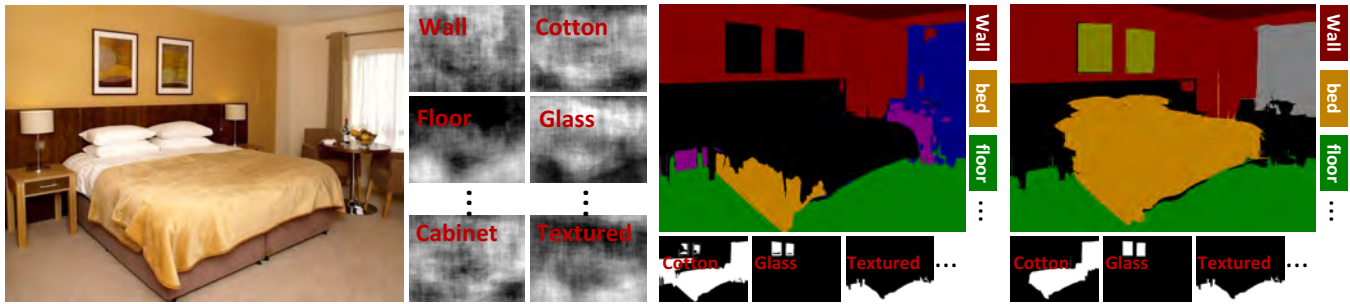 Wall
Cotton
Floor
Glass
Cabinet
Textured
Wall
bed
floor
...
Cotton
Glass
Textured
...
Wall
bed
floor
...
Cotton
Glass
Textured
...